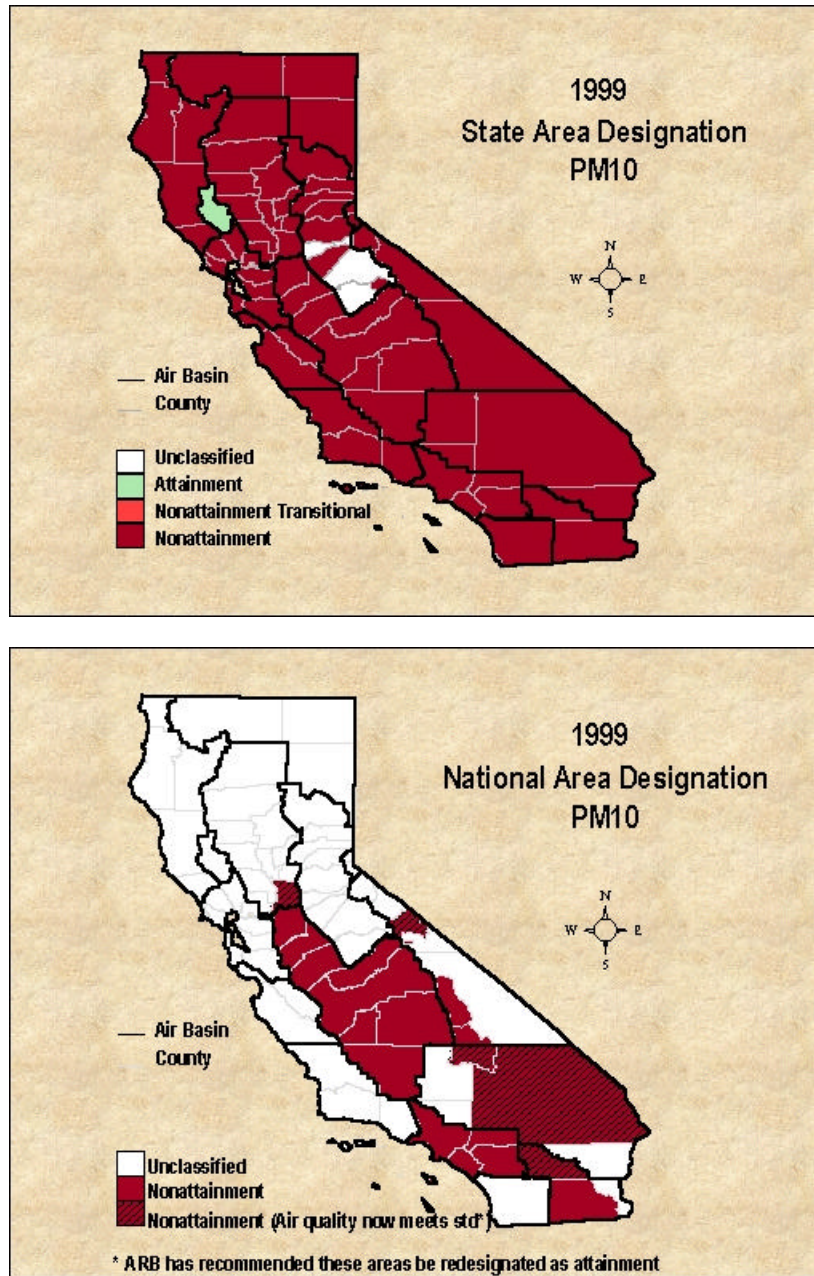 1999
State Area Designation
PM10
N
W E
S
Air Basin
County
Unclassified
Attainment
Nonattainment Transitional
Nonattainment
1999
National Area Designation
PM10
N
W E
S
Air Basin
County
Unclassified
Nonattainment
Nonattainment (Air quality now meets std*)
* ARB has recommended these areas be redesignated as attainment